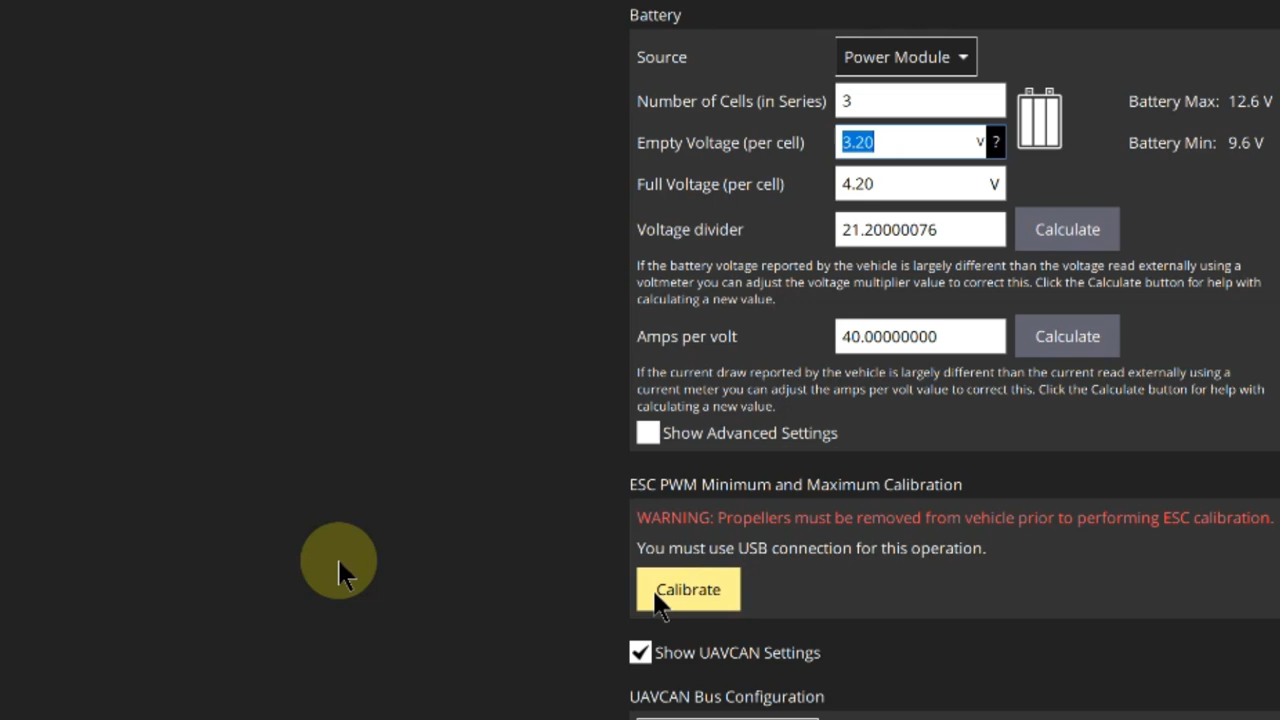 Battery
Source Power Module
Number of Cells (in Series) 3 Battery Max: 12.6 V
Empty Voltage (per cell) 3.20 v ? Battery Min: 9.6 V
Full Voltage (per cell) 4.20 V
Voltage divider 21.20000076 Calculate
If the battery voltage reported by the vehicle is largely different than the voltage read externally using a
voltmeter you can adjust the voltage multiplier value to correct this. Click the Calculate button for help with
calculating a new value.
Amps per volt 40.00000000 Calculate
If the current draw reported by the vehicle is largely different than the current read externally using a
current meter you can adjust the amps per volt value to correct this. Click the Calculate button for help with
calculating a new value.
Show Advanced Settings
ESC PWM Minimum and Maximum Calibration
WARNING: Propellers must be removed from vehicle prior to performing ESC calibration.
You must use USB connection for this operation.
Calibrate
Show UAVCAN Settings
UAVCAN Bus Configuration